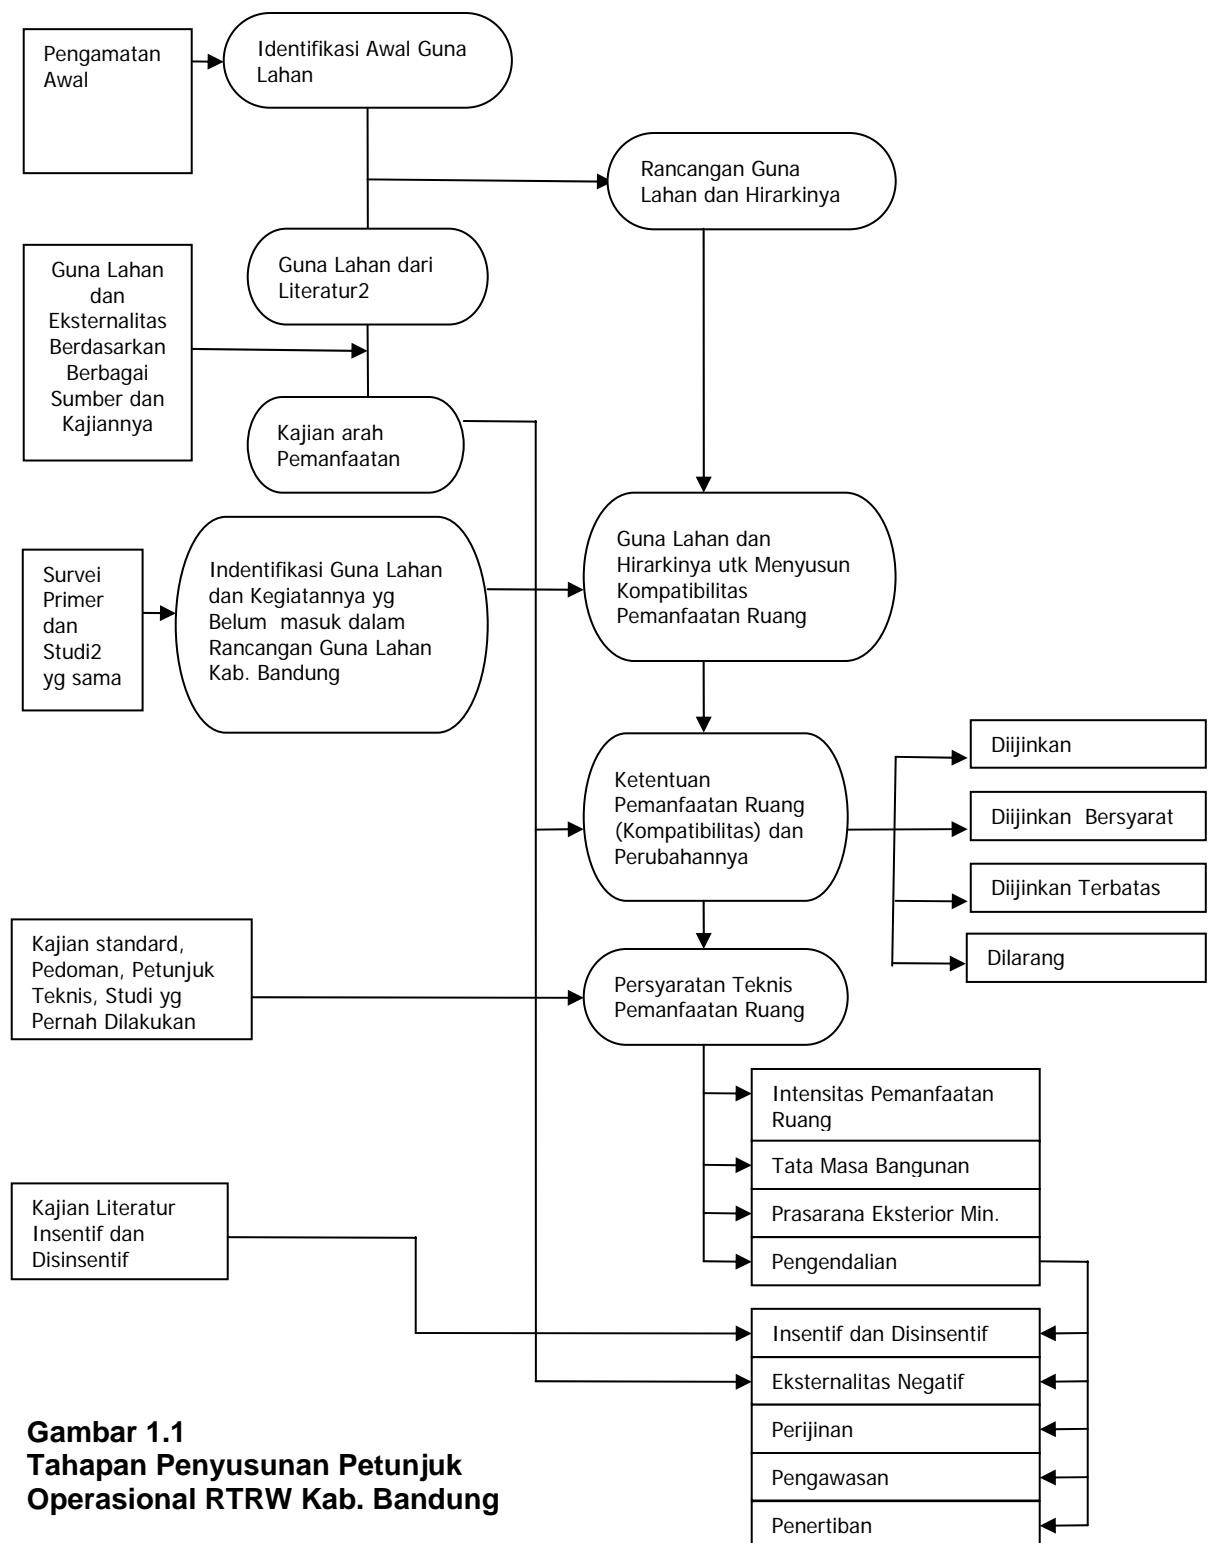 Pengamatan
Awal
Identifikasi Awal Guna
Lahan
Rancangan Guna
Lahan dan Hirarkinya
Guna Lahan
dan
Eksternalitas
Berdasarkan
Berbagai
Sumber dan
Kajiannya
Guna Lahan dari
Literatur2
Kajian arah
Pemanfaatan
Survei
Primer
dan
Studi2
yg sama
Indentifikasi Guna Lahan
dan Kegiatannya yg
Belum masuk dalam
Rancangan Guna Lahan
Kab. Bandung
Guna Lahan dan
Hirarkinya utk Menyusun
Kompatibilitas
Pemanfaatan Ruang
Ketentuan
Pemanfaatan Ruang
(Kompatibilitas) dan
Perubahannya
Diijinkan
Diijinkan Bersyarat
Diijinkan Terbatas
Dilarang
Kajian standard,
Pedoman, Petunjuk
Teknis, Studi yg
Pernah Dilakukan
Persyaratan Teknis
Pemanfaatan Ruang
Intensitas Pemanfaatan
Ruang
Tata Masa Bangunan
Prasarana Eksterior Min.
Pengendalian
Kajian Literatur
Insentif dan
Disinsentif
Insentif dan Disinsentif
Eksternalitas Negatif
Perijinan
Pengawasan
Penertiban
Gambar 1.1
Tahapan Penyusunan Petunjuk
Operasional RTRW Kab. Bandung